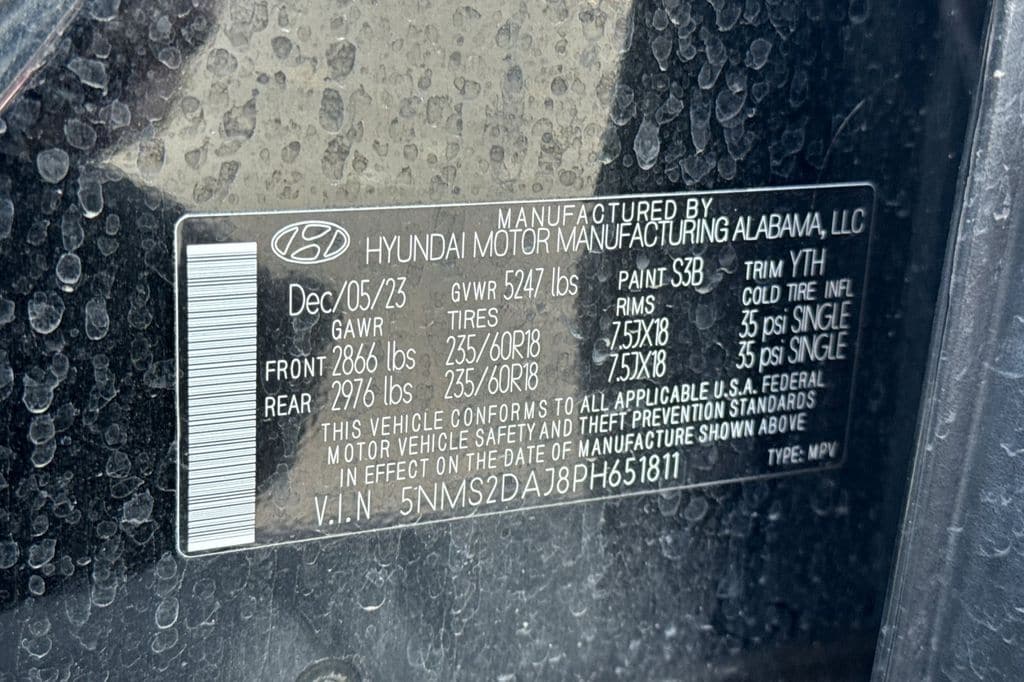 MANUFACTURED BY
HYUNDAI MOTOR MANUFACTURING ALABAMA, LLC
Dec/05/23 GVWR 5247 lbs PAINT S3B TRIM YTH
GAWR TIRES RIMS COLD TIRE INFL
FRONT 2866 lbs 235/60R18 7.5JX18 35 psi SINGLE
REAR 2976 lbs 235/60R18 7.5JX18 35 psi SINGLE
THIS VEHICLE CONFORMS TO ALL APPLICABLE U.S.A. FEDERAL
MOTOR VEHICLE SAFETY AND THEFT PREVENTION STANDARDS
IN EFFECT ON THE DATE OF MANUFACTURE SHOWN ABOVE
V.I.N 5NMS2DAJ8PH651811 TYPE: MPV